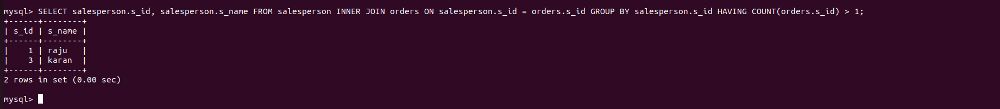 mysql> SELECT salesperson.s_id, salesperson.s_name FROM salesperson INNER JOIN orders ON salesperson.s_id = orders.s_id GROUP BY salesperson.s_id HAVING COUNT(orders.s_id) > 1;
+------+--------+
| s_id | s_name |
+------+--------+
|    1 | raju   |
|    3 | karan  |
+------+--------+
2 rows in set (0.00 sec)
mysql>